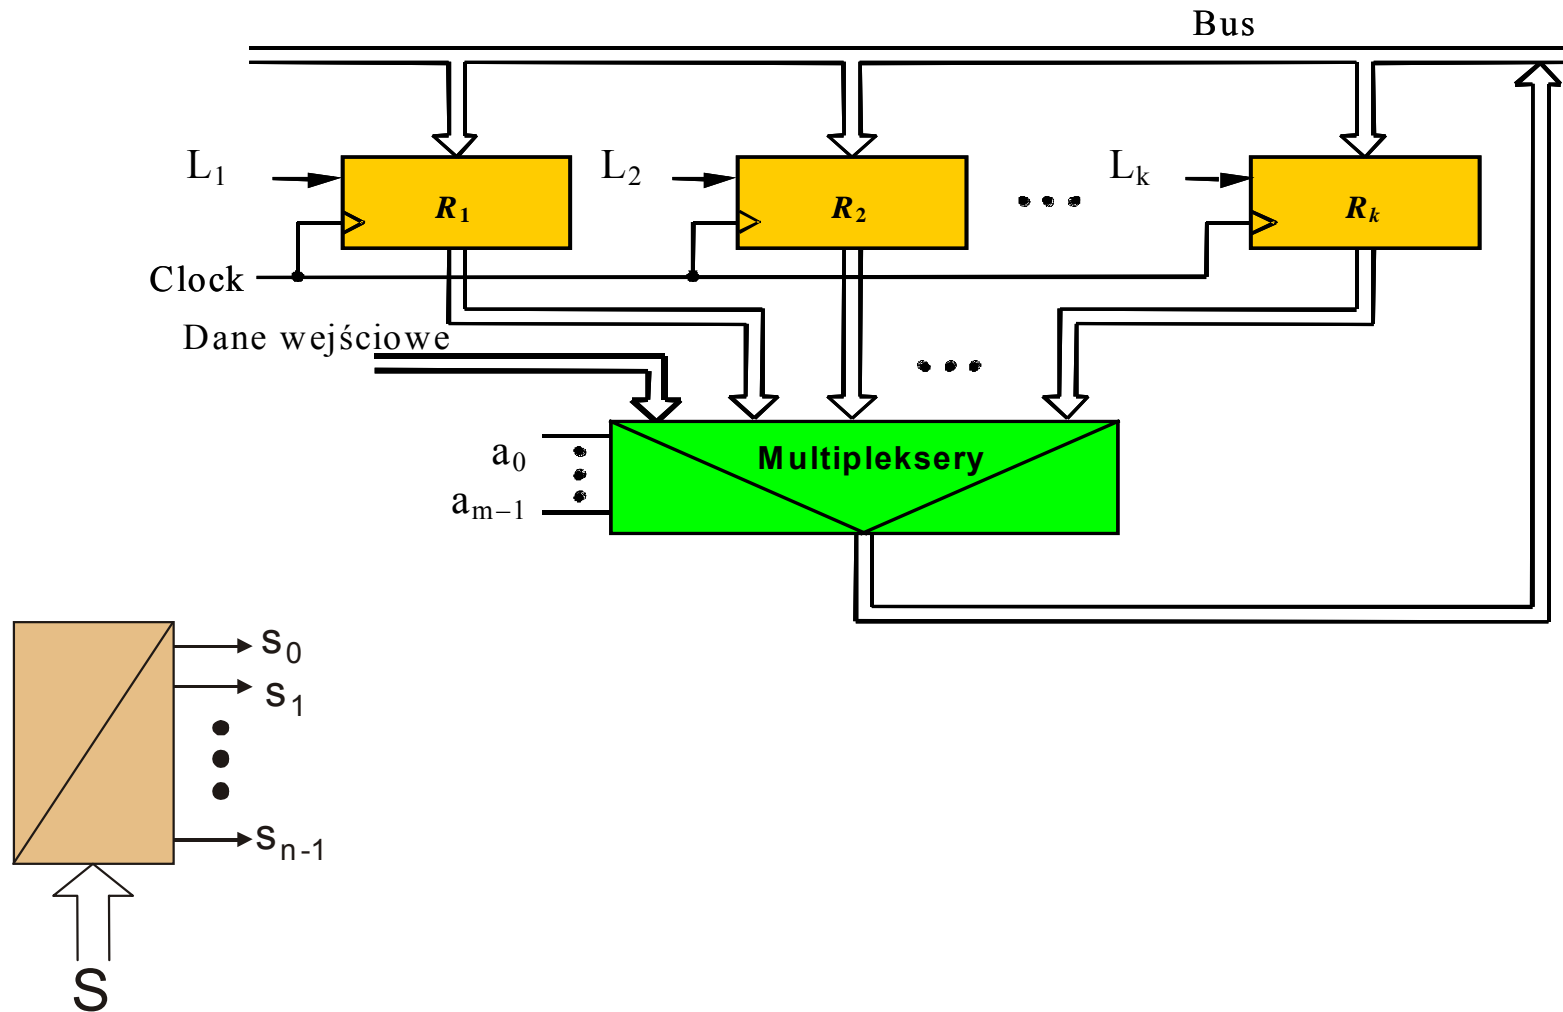 Bus
L1
R1
L2
R2
Lk
Rk
Clock
Dane wejściowe
a0
am–1
Multipleksery
s0
s1
sn-1
S